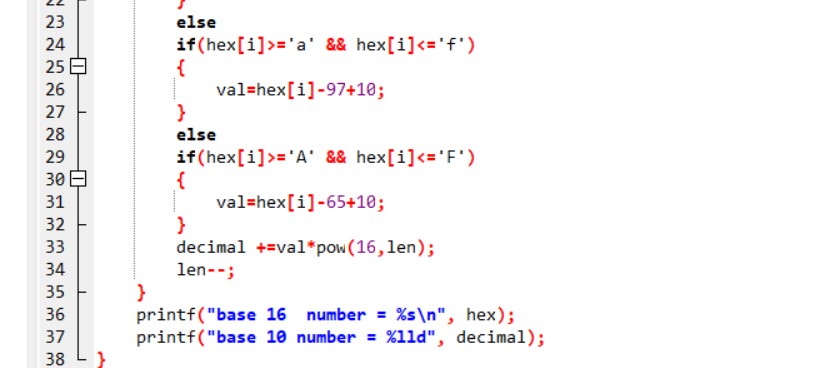 22 }
23 else
24 if(hex[i]>='a' && hex[i]<='f')
25 {
26 val=hex[i]-97+10;
27 }
28 else
29 if(hex[i]>='A' && hex[i]<='F')
30 {
31 val=hex[i]-65+10;
32 }
33 decimal +=val*pow(16,len);
34 len--;
35 }
36 printf("base 16  number = %s\n", hex);
37 printf("base 10 number = %lld", decimal);
38 }